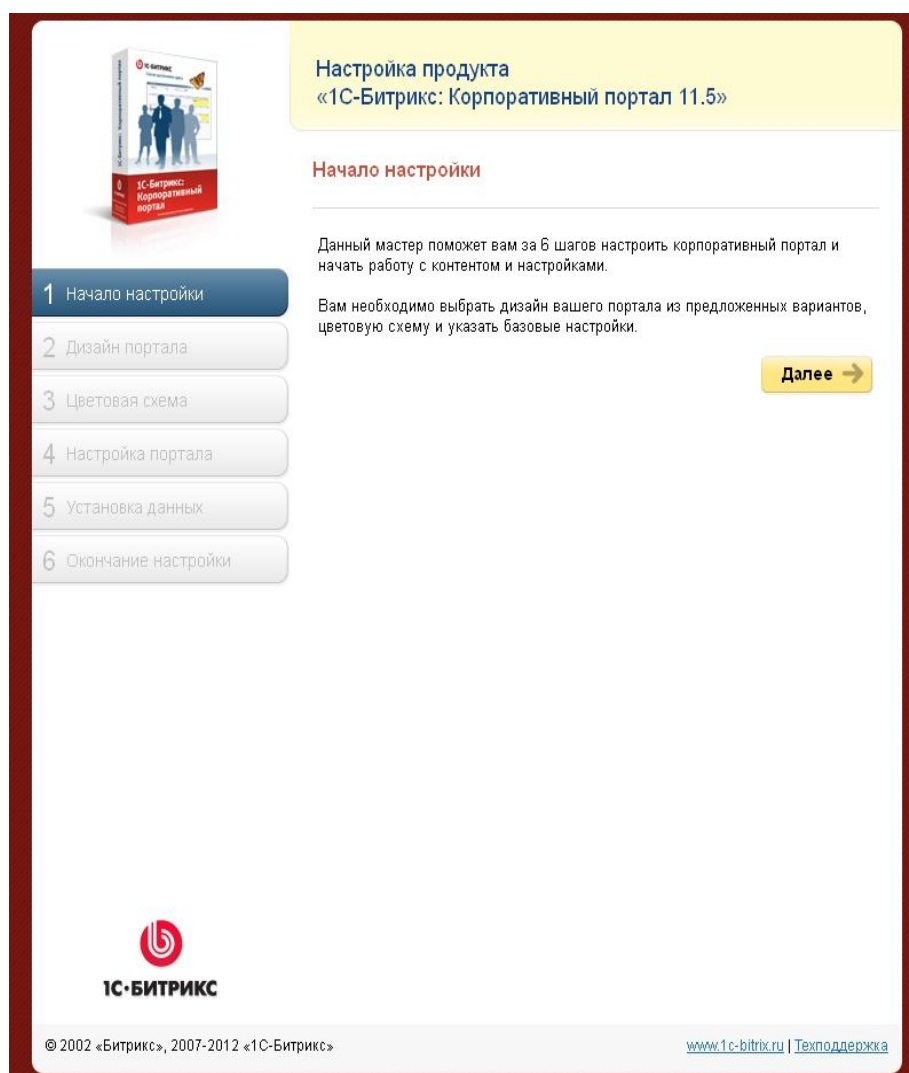 1С-БИТРИКС
1С-Битрикс:
Корпоративный
портал
Настройка продукта
«1С-Битрикс: Корпоративный портал 11.5»
Начало настройки
Данный мастер поможет вам за 6 шагов настроить корпоративный портал и
начать работу с контентом и настройками.
Вам необходимо выбрать дизайн вашего портала из предложенных вариантов,
цветовую схему и указать базовые настройки.
Далее
1 Начало настройки
2 Дизайн портала
3 Цветовая схема
4 Настройка портала
5 Установка данных
6 Окончание настройки
1С·БИТРИКС
© 2002 «Битрикс», 2007-2012 «1С-Битрикс»
www.1c-bitrix.ru | Техподдержка